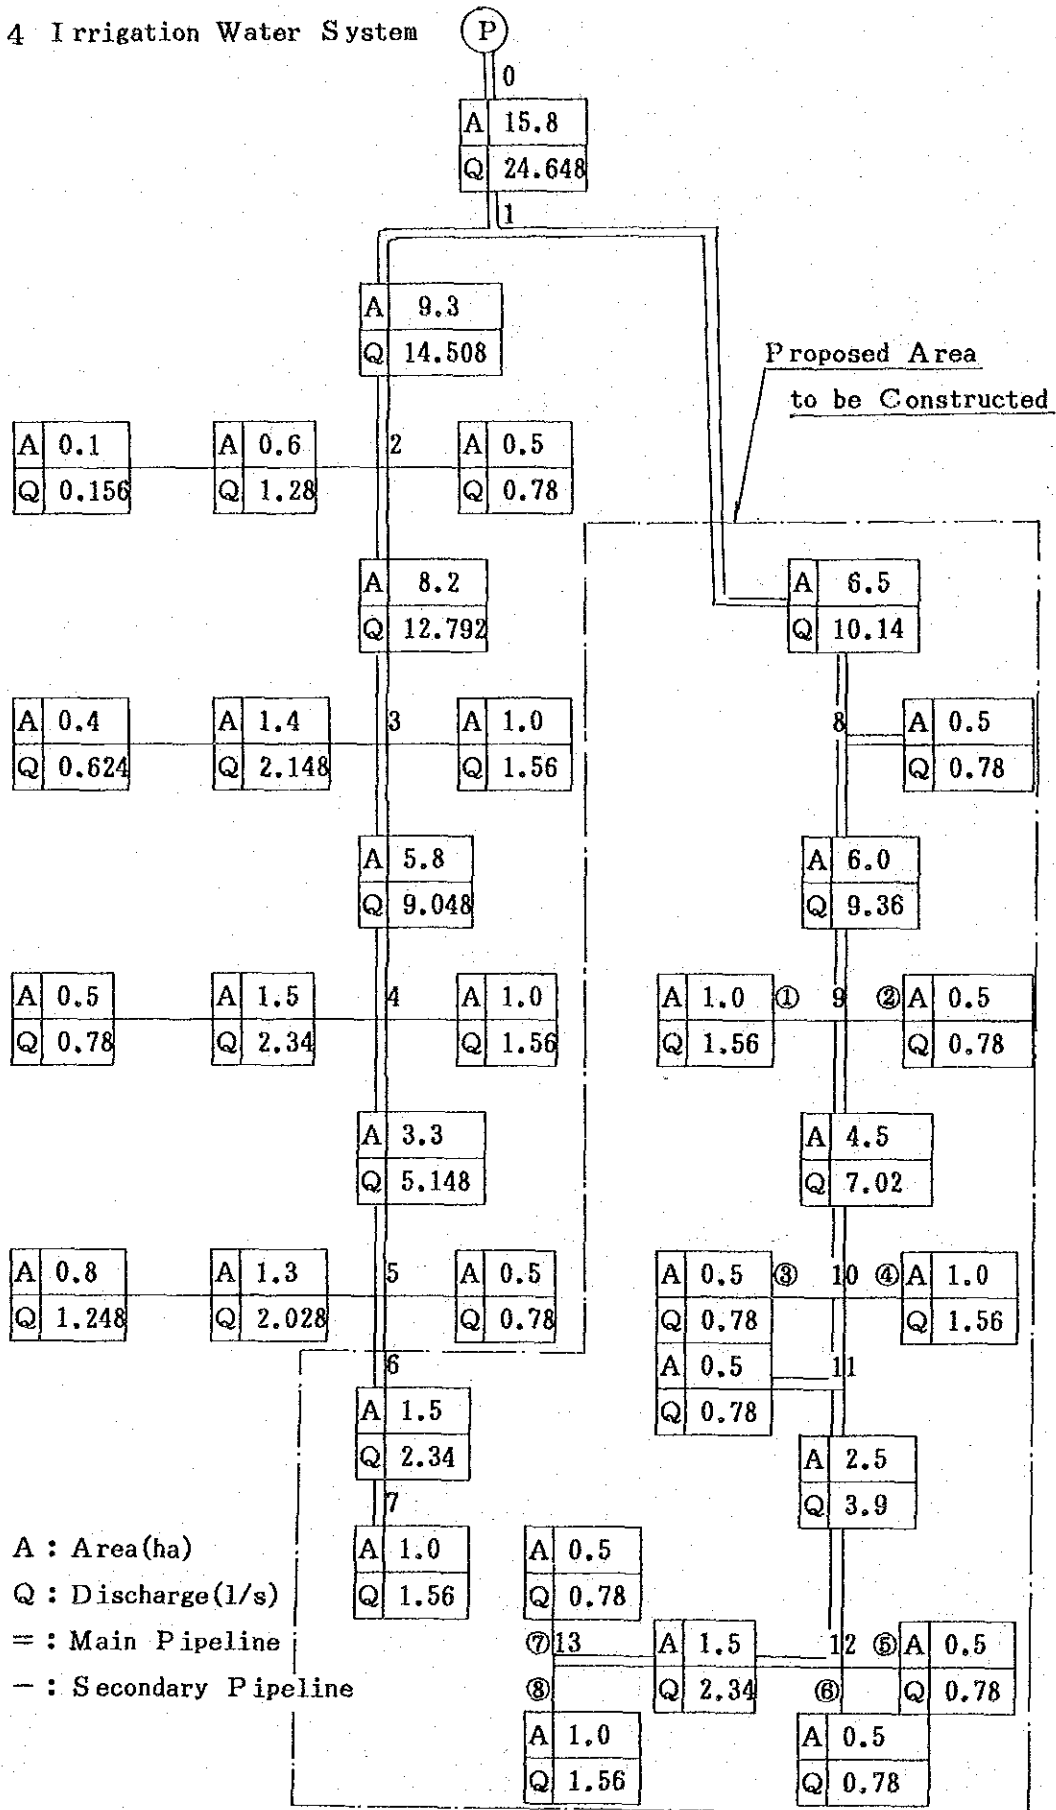 4 Irrigation Water System
P
0
A 15.8
Q 24.648
1
A 9.3
Q 14.508
Proposed Area
to be Constructed
A 0.1
Q 0.156
A 0.6
Q 1.28
2
A 0.5
Q 0.78
A 8.2
Q 12.792
A 6.5
Q 10.14
A 0.4
Q 0.624
A 1.4
Q 2.148
3
A 1.0
Q 1.56
8
A 0.5
Q 0.78
A 5.8
Q 9.048
A 6.0
Q 9.36
A 0.5
Q 0.78
A 1.5
Q 2.34
4
A 1.0
Q 1.56
A 1.0
Q 1.56
①
9
②
A 0.5
Q 0.78
A 3.3
Q 5.148
A 4.5
Q 7.02
A 0.8
Q 1.248
A 1.3
Q 2.028
5
A 0.5
Q 0.78
A 0.5
Q 0.78
③
10
④
A 1.0
Q 1.56
6
A 0.5
Q 0.78
11
A 1.5
Q 2.34
A 2.5
Q 3.9
7
A 1.0
Q 1.56
A 0.5
Q 0.78
⑦
13
⑧
A 1.5
Q 2.34
12
⑤
A 0.5
Q 0.78
⑥
A 1.0
Q 1.56
A 0.5
Q 0.78
A : Area(ha)
Q : Discharge(l/s)
= : Main Pipeline
− : Secondary Pipeline